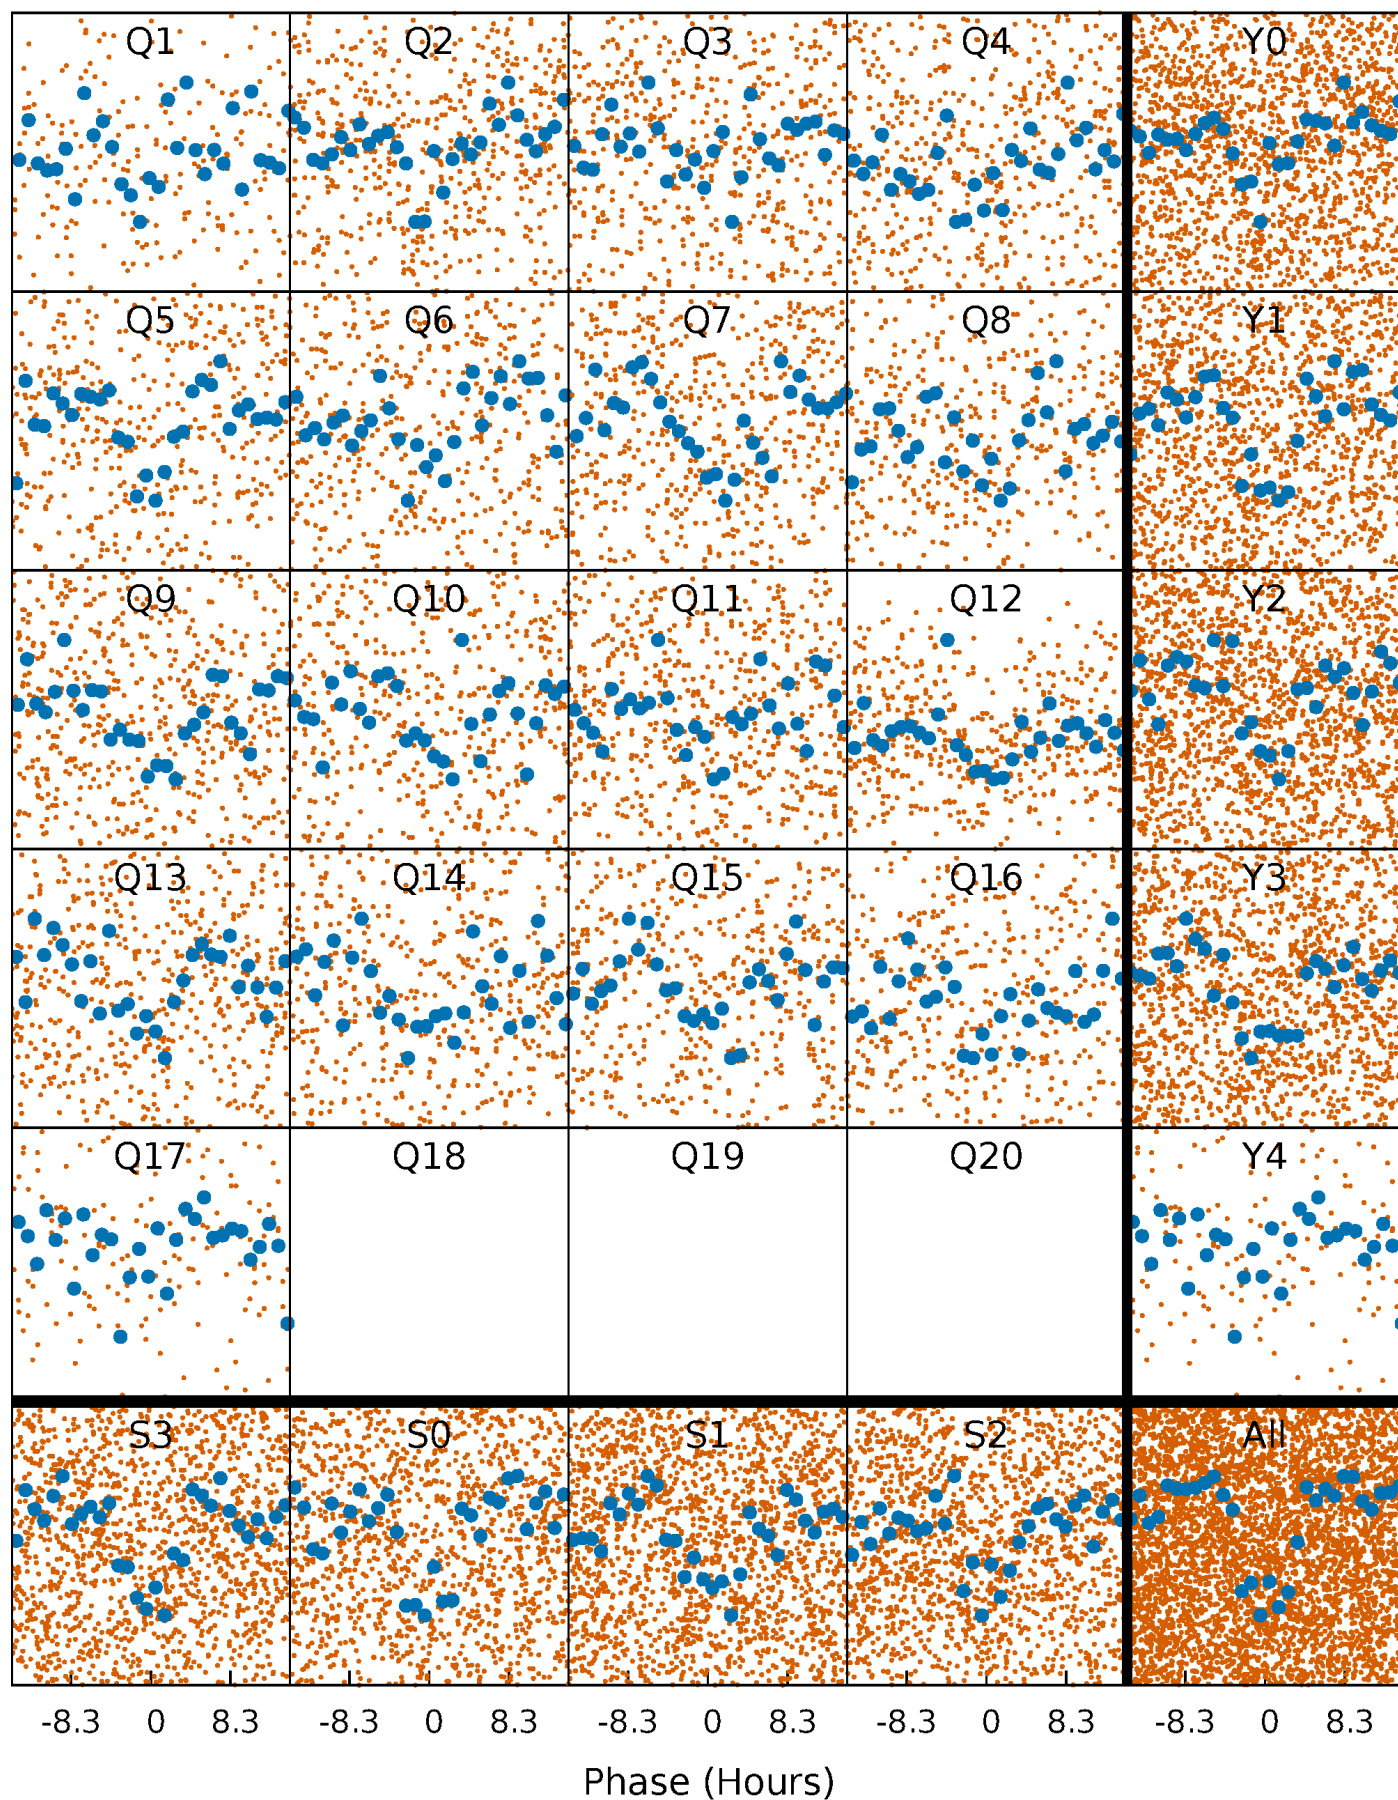 Q1 Q2 Q3 Q4 Y0
Q5 Q6 Q7 Q8 Y1
Q9 Q10 Q11 Q12 Y2
Q13 Q14 Q15 Q16 Y3
Q17 Q18 Q19 Q20 Y4
S3 S0 S1 S2 All
-8.3 0 8.3 -8.3 0 8.3 -8.3 0 8.3 -8.3 0 8.3 -8.3 0 8.3
Phase (Hours)